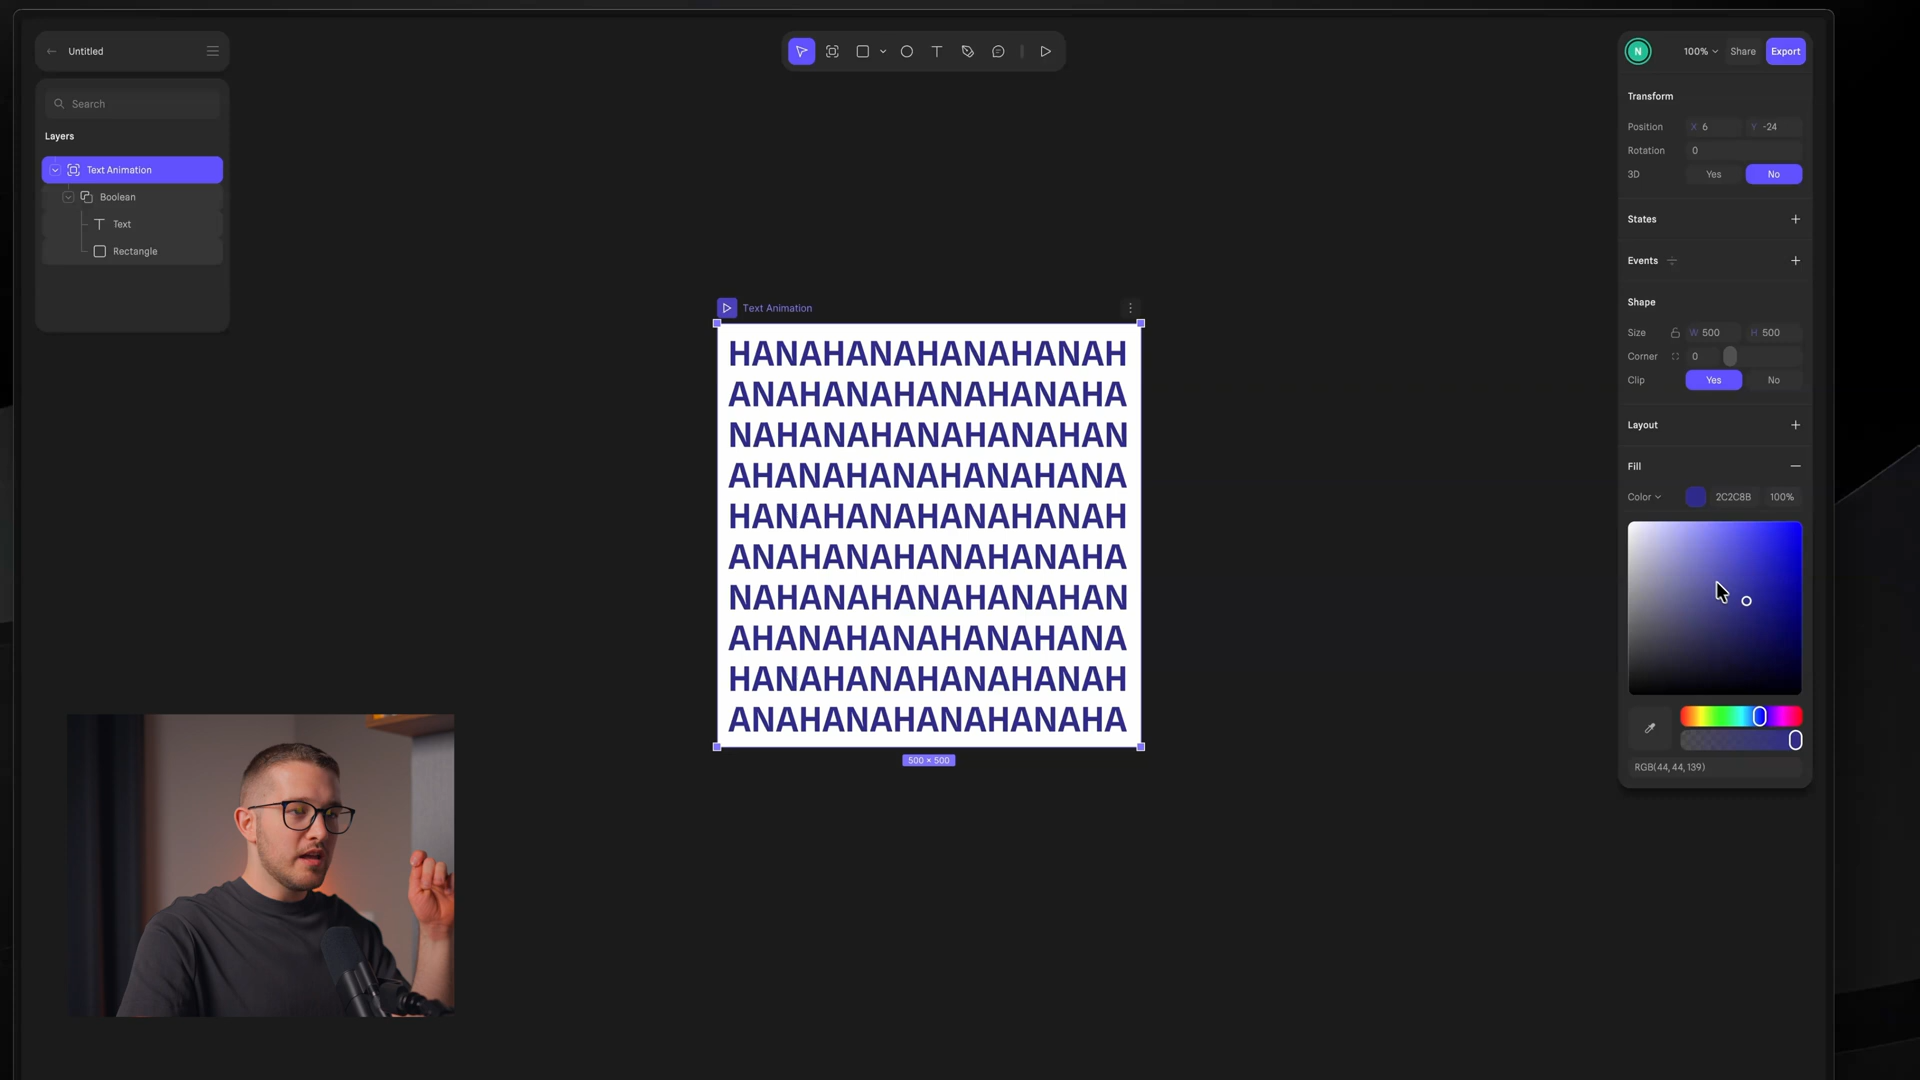 Untitled
Search
Layers
Text Animation
Boolean
Text
Rectangle
Text Animation
HANAHANAHANAHANAH
ANAHANAHANAHANAHA
NAHANAHANAHANAHAN
AHANAHANAHANAHANA
HANAHANAHANAHANAH
ANAHANAHANAHANAHA
NAHANAHANAHANAHAN
AHANAHANAHANAHANA
HANAHANAHANAHANAH
ANAHANAHANAHANAHA
500 × 500
N 100% Share Export
Transform
Position X 6 Y -24
Rotation 0
3D Yes No
States
Events
Shape
Size W 500 H 500
Corner 0
Clip Yes No
Layout
Fill
Color 2C2C8B 100%
RGB(44, 44, 139)